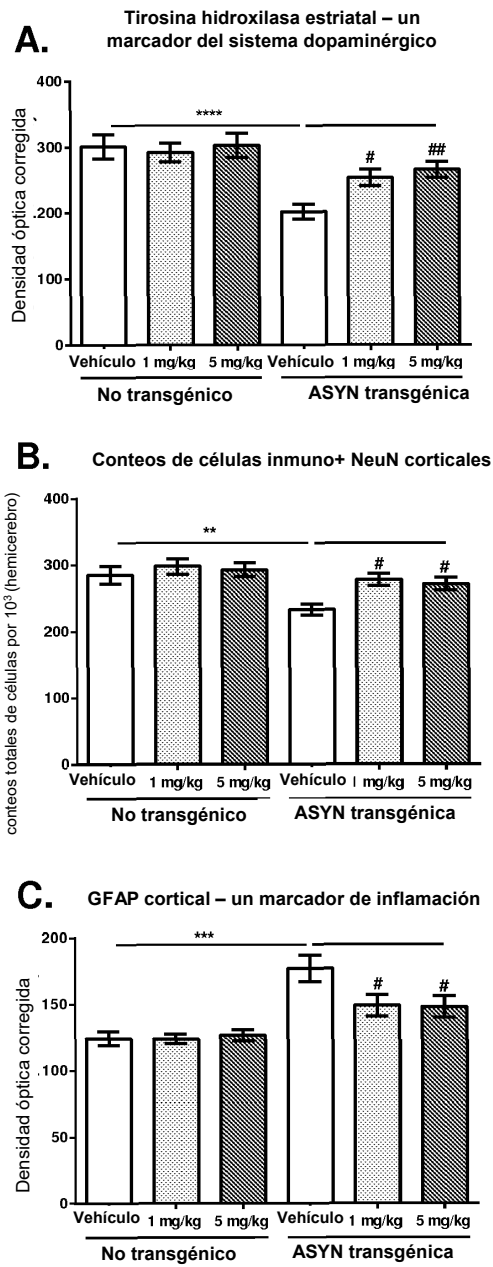 A.
Tirosina hidroxilasa estriatal – un
marcador del sistema dopaminérgico
Densidad óptica corregida
400
300
200
100
0
****
#
##
Vehículo 1 mg/kg 5 mg/kg Vehículo 1 mg/kg 5 mg/kg
No transgénico ASYN transgénica
B.
Conteos de células inmuno+ NeuN corticales
conteos totales de células por 10³ (hemicerebro)
400
300
200
100
0
**
#
#
Vehículo 1 mg/kg 5 mg/kg Vehículo | mg/kg 5 mg/kg
No transgénico ASYN transgénica
C.
GFAP cortical – un marcador de inflamación
Densidad óptica corregida
200
150
100
50
0
***
#
#
Vehículo 1 mg/kg 5 mg/kg Vehículo 1 mg/kg 5 mg/kg
No transgénico ASYN transgénica